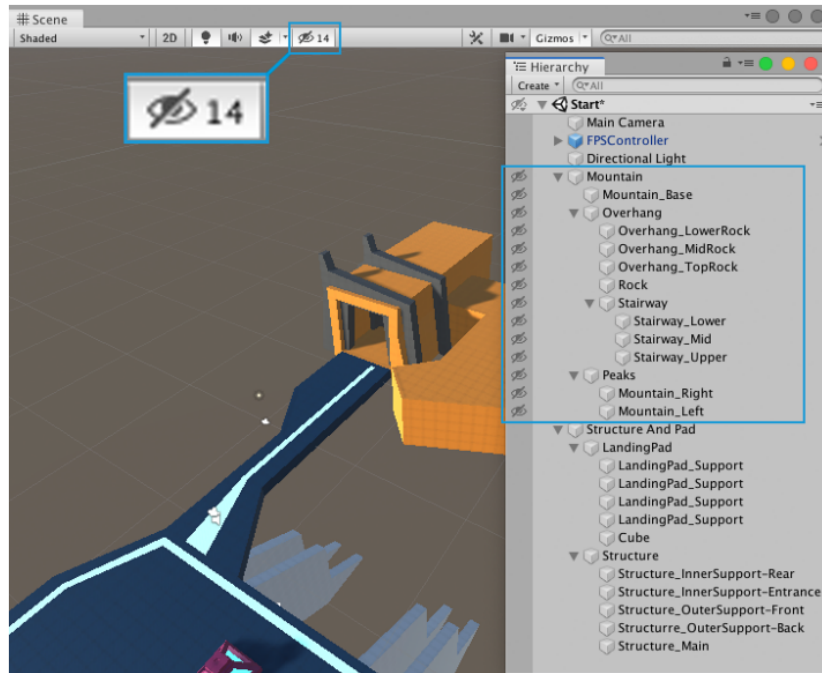 Scene
Shaded
2D
14
Gizmos
All
14
Hierarchy
Create
All
Start*
Main Camera
FPSController
Directional Light
Mountain
Mountain_Base
Overhang
Overhang_LowerRock
Overhang_MidRock
Overhang_TopRock
Rock
Stairway
Stairway_Lower
Stairway_Mid
Stairway_Upper
Peaks
Mountain_Right
Mountain_Left
Structure And Pad
LandingPad
LandingPad_Support
LandingPad_Support
LandingPad_Support
LandingPad_Support
Cube
Structure
Structure_InnerSupport-Rear
Structure_InnerSupport-Entrance
Structure_OuterSupport-Front
Structurre_OuterSupport-Back
Structure_Main